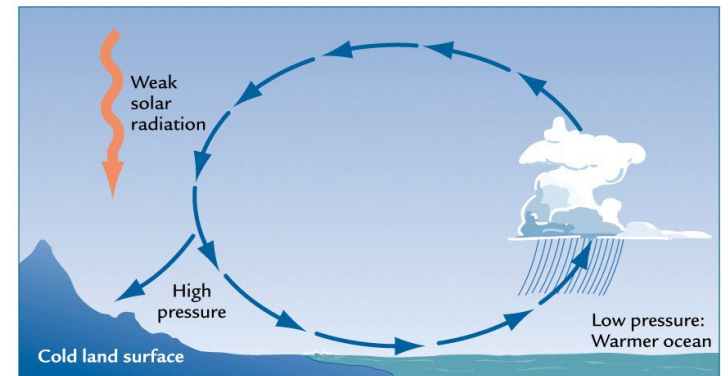 Weak
solar
radiation
High
pressure
Low pressure:
Warmer ocean
Cold land surface